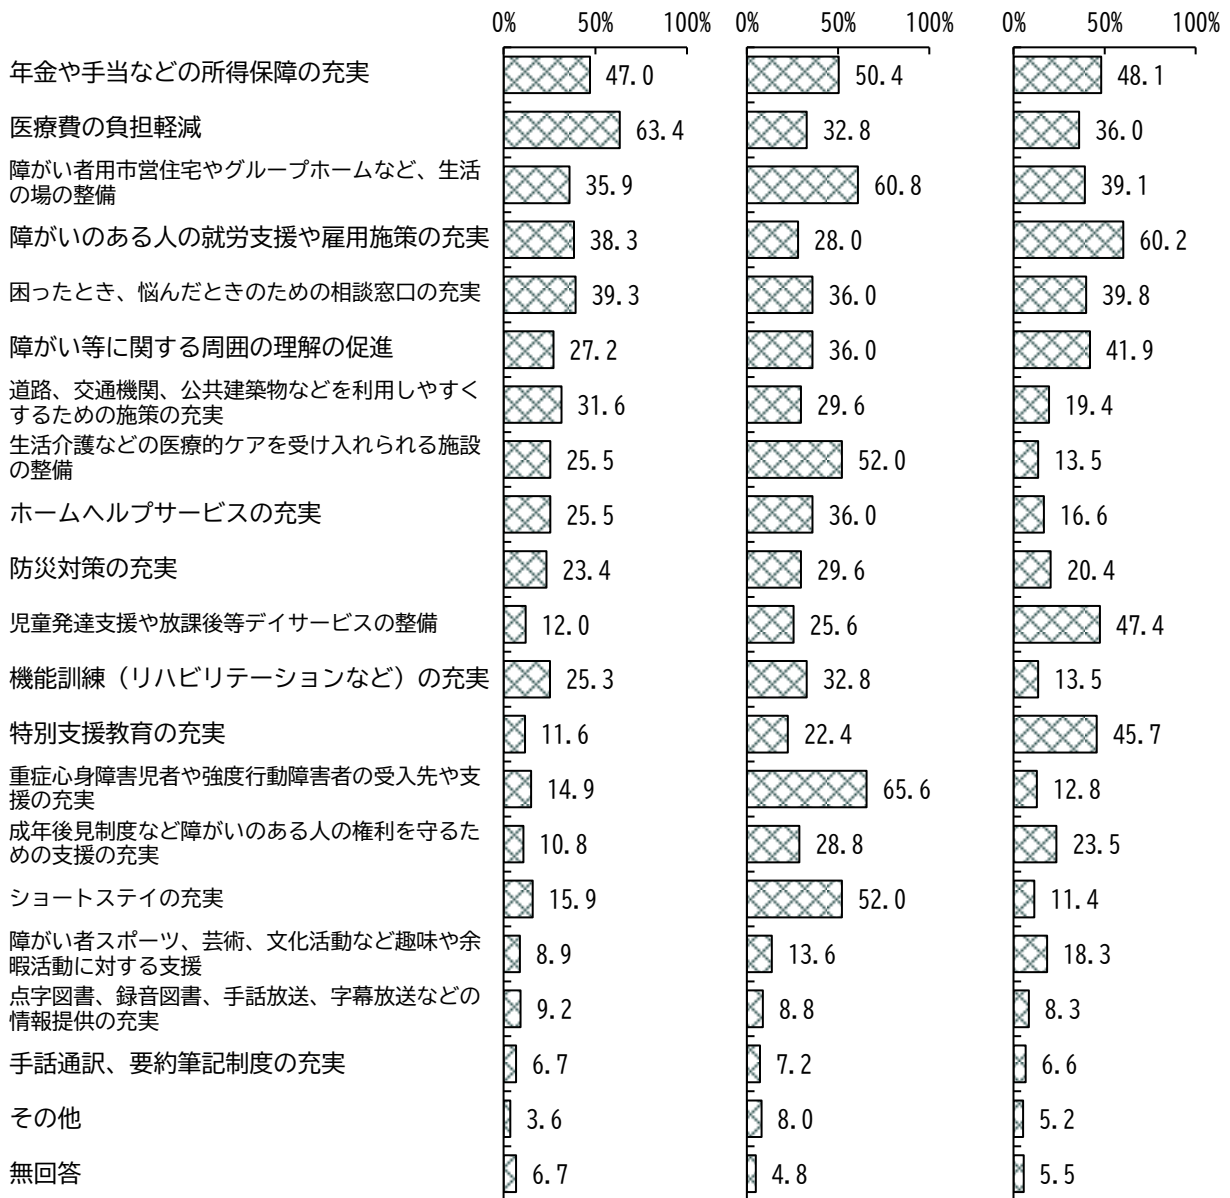 0% 50% 100% 0% 50% 100% 0% 50% 100%
年金や手当などの所得保障の充実 47.0 50.4 48.1
医療費の負担軽減 63.4 32.8 36.0
障がい者用市営住宅やグループホームなど、生活
の場の整備 35.9 60.8 39.1
障がいのある人の就労支援や雇用施策の充実 38.3 28.0 60.2
困ったとき、悩んだときのための相談窓口の充実 39.3 36.0 39.8
障がい等に関する周囲の理解の促進 27.2 36.0 41.9
道路、交通機関、公共建築物などを利用しやすく
するための施策の充実 31.6 29.6 19.4
生活介護などの医療的ケアを受け入れられる施設
の整備 25.5 52.0 13.5
ホームヘルプサービスの充実 25.5 36.0 16.6
防災対策の充実 23.4 29.6 20.4
児童発達支援や放課後等デイサービスの整備 12.0 25.6 47.4
機能訓練（リハビリテーションなど）の充実 25.3 32.8 13.5
特別支援教育の充実 11.6 22.4 45.7
重症心身障害児者や強度行動障害者の受入先や支
援の充実 14.9 65.6 12.8
成年後見制度など障がいのある人の権利を守るた
めの支援の充実 10.8 28.8 23.5
ショートステイの充実 15.9 52.0 11.4
障がい者スポーツ、芸術、文化活動など趣味や余
暇活動に対する支援 8.9 13.6 18.3
点字図書、録音図書、手話放送、字幕放送などの
情報提供の充実 9.2 8.8 8.3
手話通訳、要約筆記制度の充実 6.7 7.2 6.6
その他 3.6 8.0 5.2
無回答 6.7 4.8 5.5